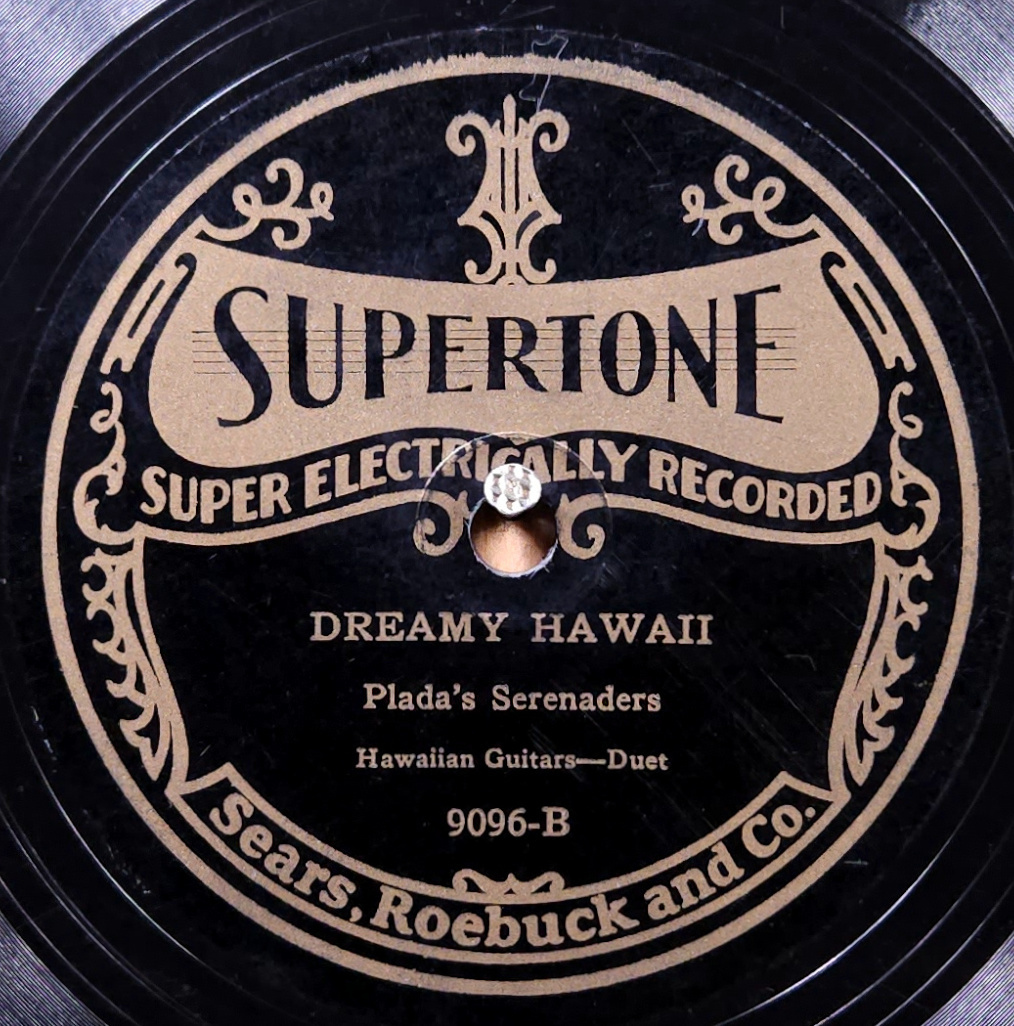 SUPERTONE
SUPER ELECTRICALLY RECORDED
DREAMY HAWAII
Plada's Serenaders
Hawaiian Guitars—Duet
9096-B
Sears, Roebuck and Co.